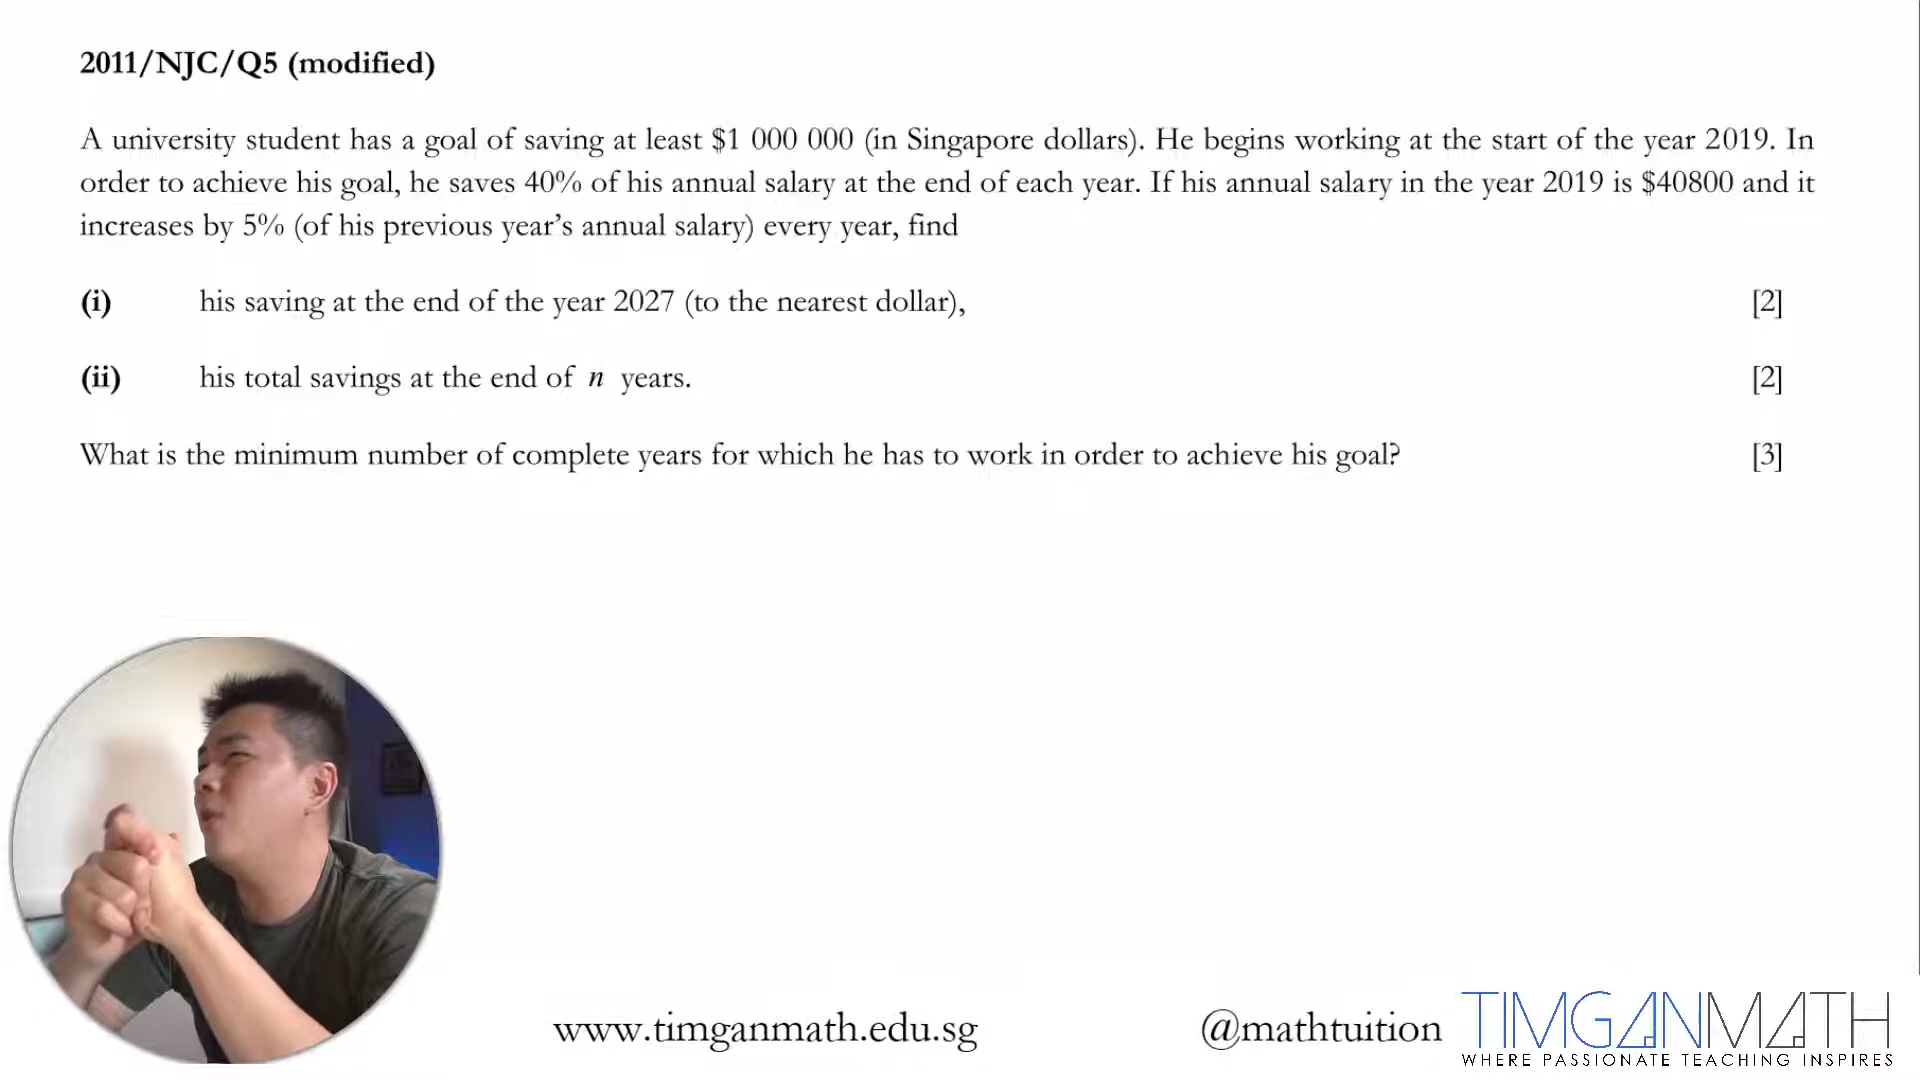 2011/NJC/Q5 (modified)
A university student has a goal of saving at least $1 000 000 (in Singapore dollars). He begins working at the start of the year 2019. In
order to achieve his goal, he saves 40% of his annual salary at the end of each year. If his annual salary in the year 2019 is $40800 and it
increases by 5% (of his previous year's annual salary) every year, find
(i) his saving at the end of the year 2027 (to the nearest dollar), [2]
(ii) his total savings at the end of n years. [2]
What is the minimum number of complete years for which he has to work in order to achieve his goal? [3]
www.timganmath.edu.sg @mathtuition TIMGANMATH
WHERE PASSIONATE TEACHING INSPIRES